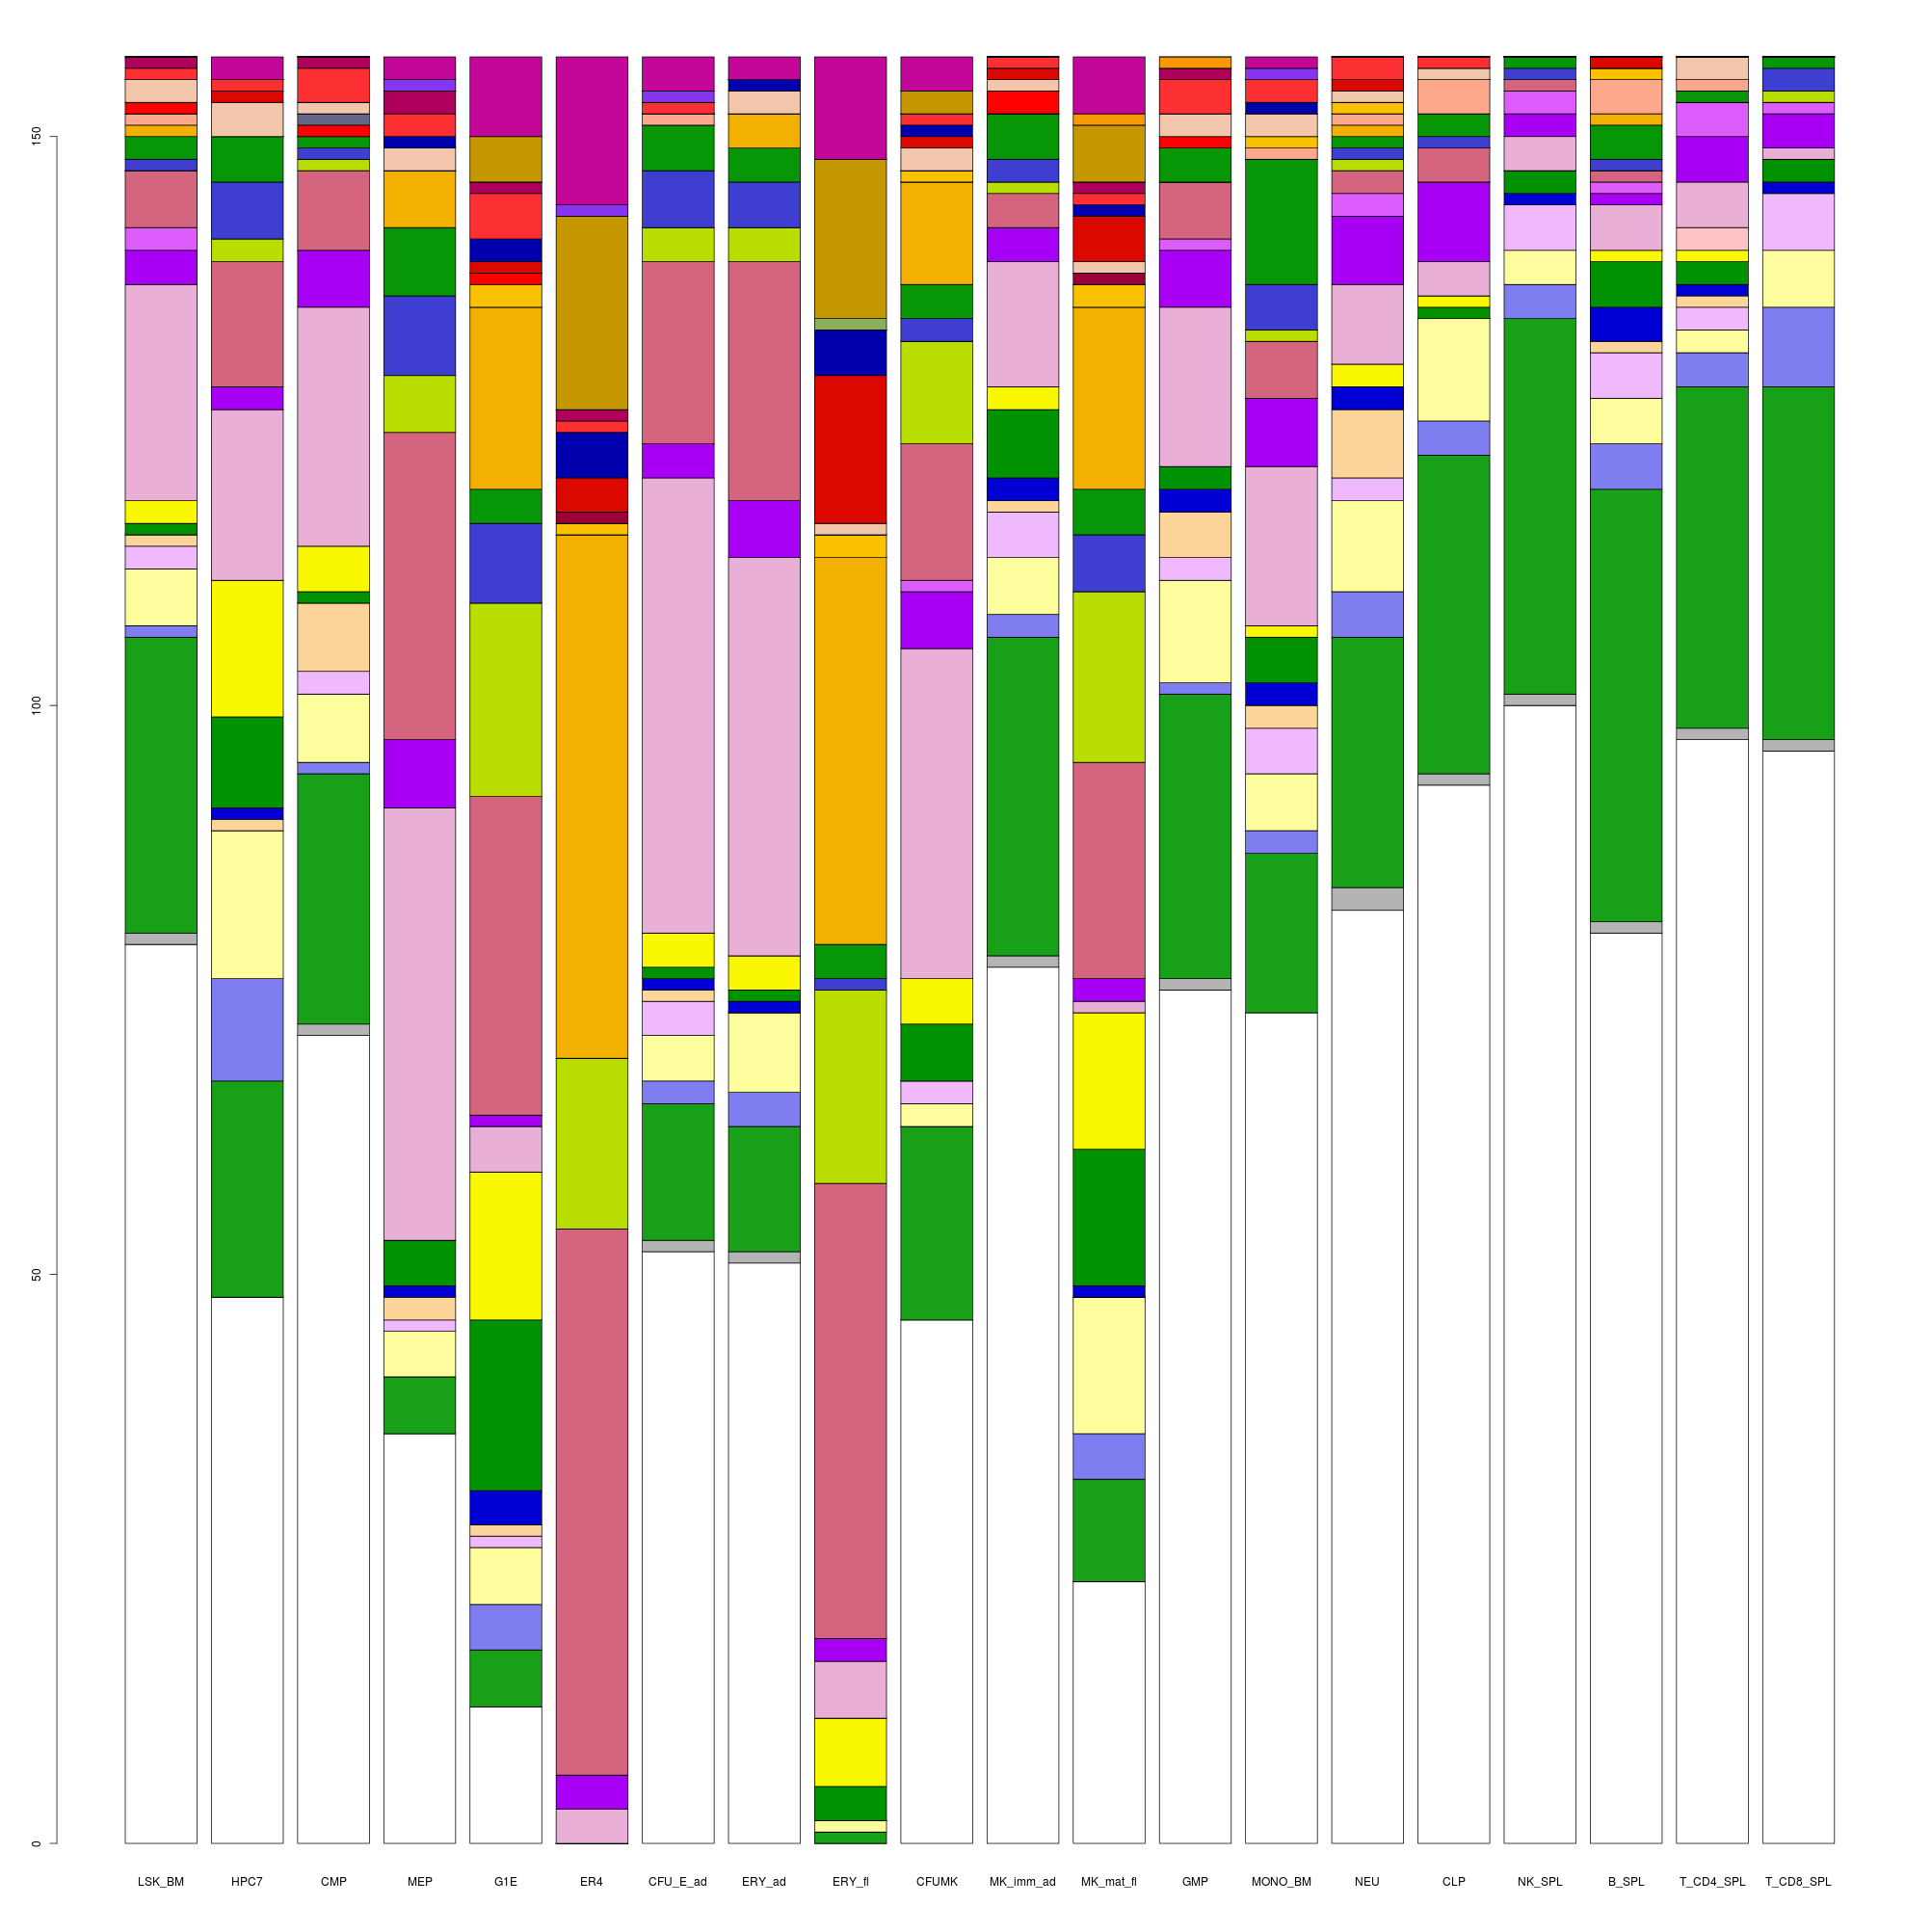 150
100
50
0
LSK_BM HPC7 CMP MEP G1E ER4 CFU_E_ad ERY_ad ERY_fl CFUMK MK_imm_ad MK_mat_fl GMP MONO_BM NEU CLP NK_SPL B_SPL T_CD4_SPL T_CD8_SPL